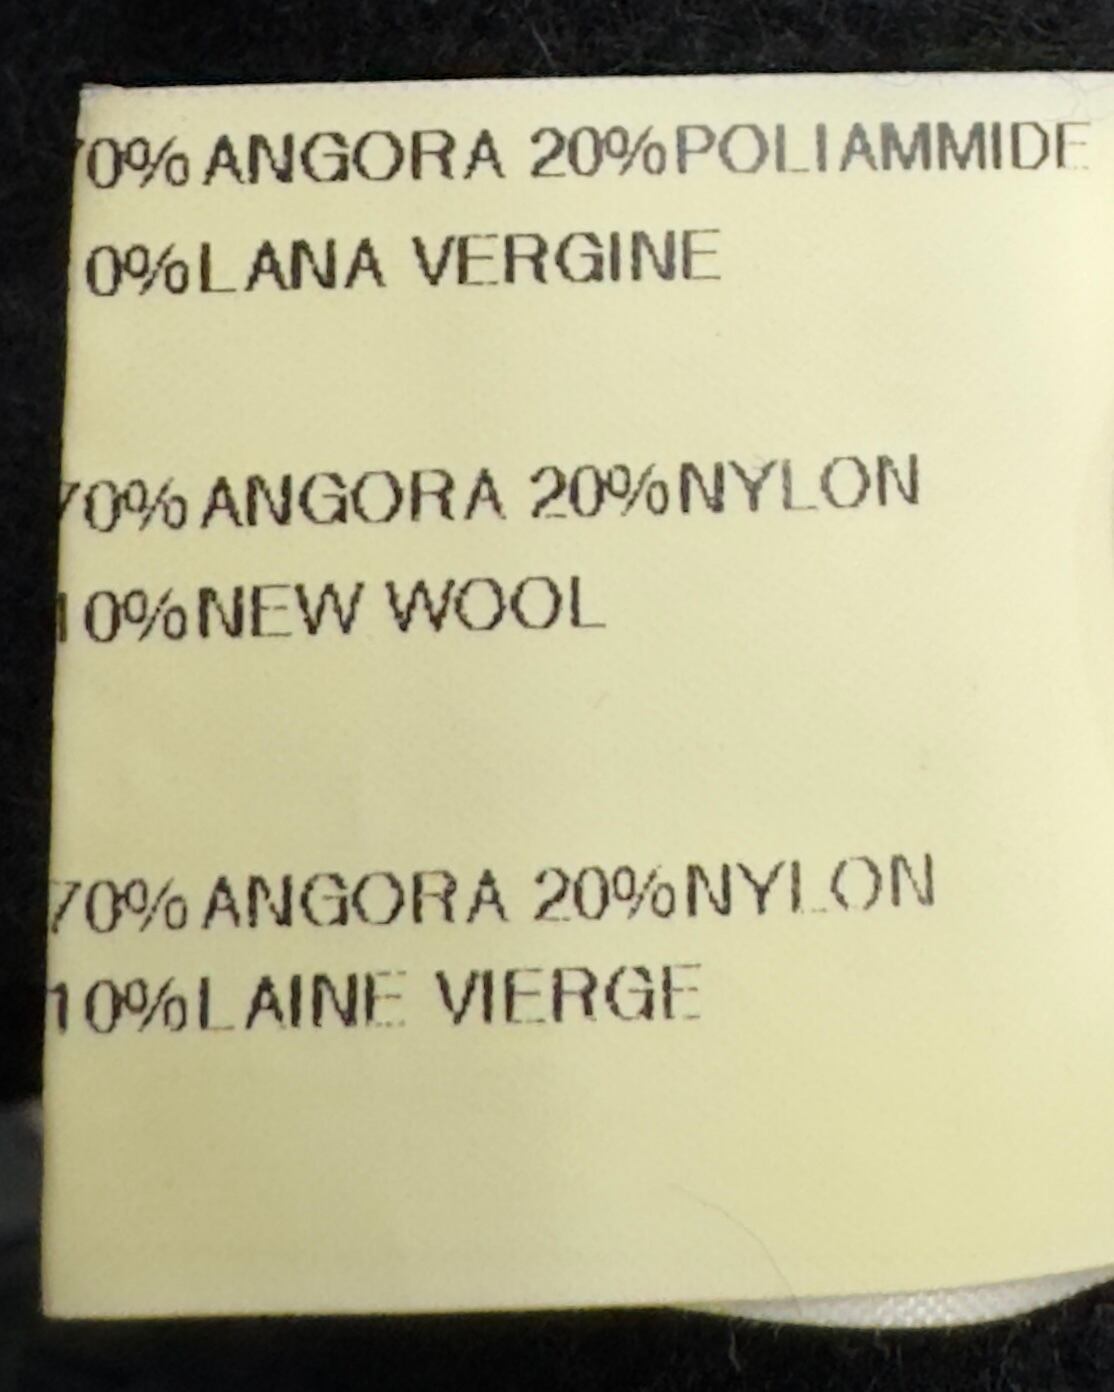 70%ANGORA 20%POLIAMMIDE
0%LANA VERGINE
70%ANGORA 20%NYLON
10%NEW WOOL
70%ANGORA 20%NYLON
10%LAINE VIERGE